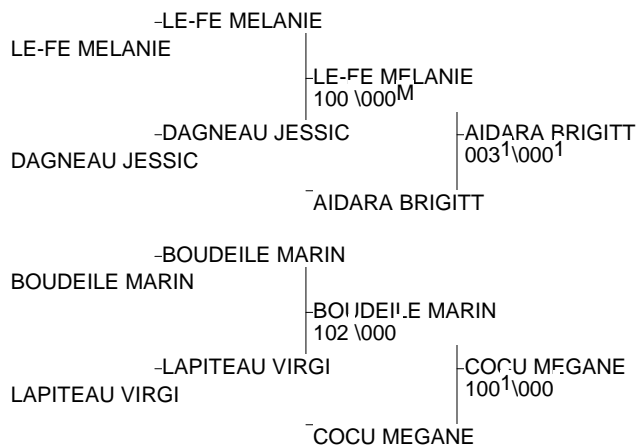 -LE-FE MELANIE
LE-FE MELANIE
-LE-FE MELANIE
100 \000M
-DAGNEAU JESSIC
-AIDARA BRIGITT
DAGNEAU JESSIC
0031\0001
AIDARA BRIGITT
-BOUDEILE MARIN
BOUDEILE MARIN
-BOUDEILE MARIN
102 \000
-LAPITEAU VIRGI
-COCU MEGANE
LAPITEAU VIRGI
1001\000
COCU MEGANE